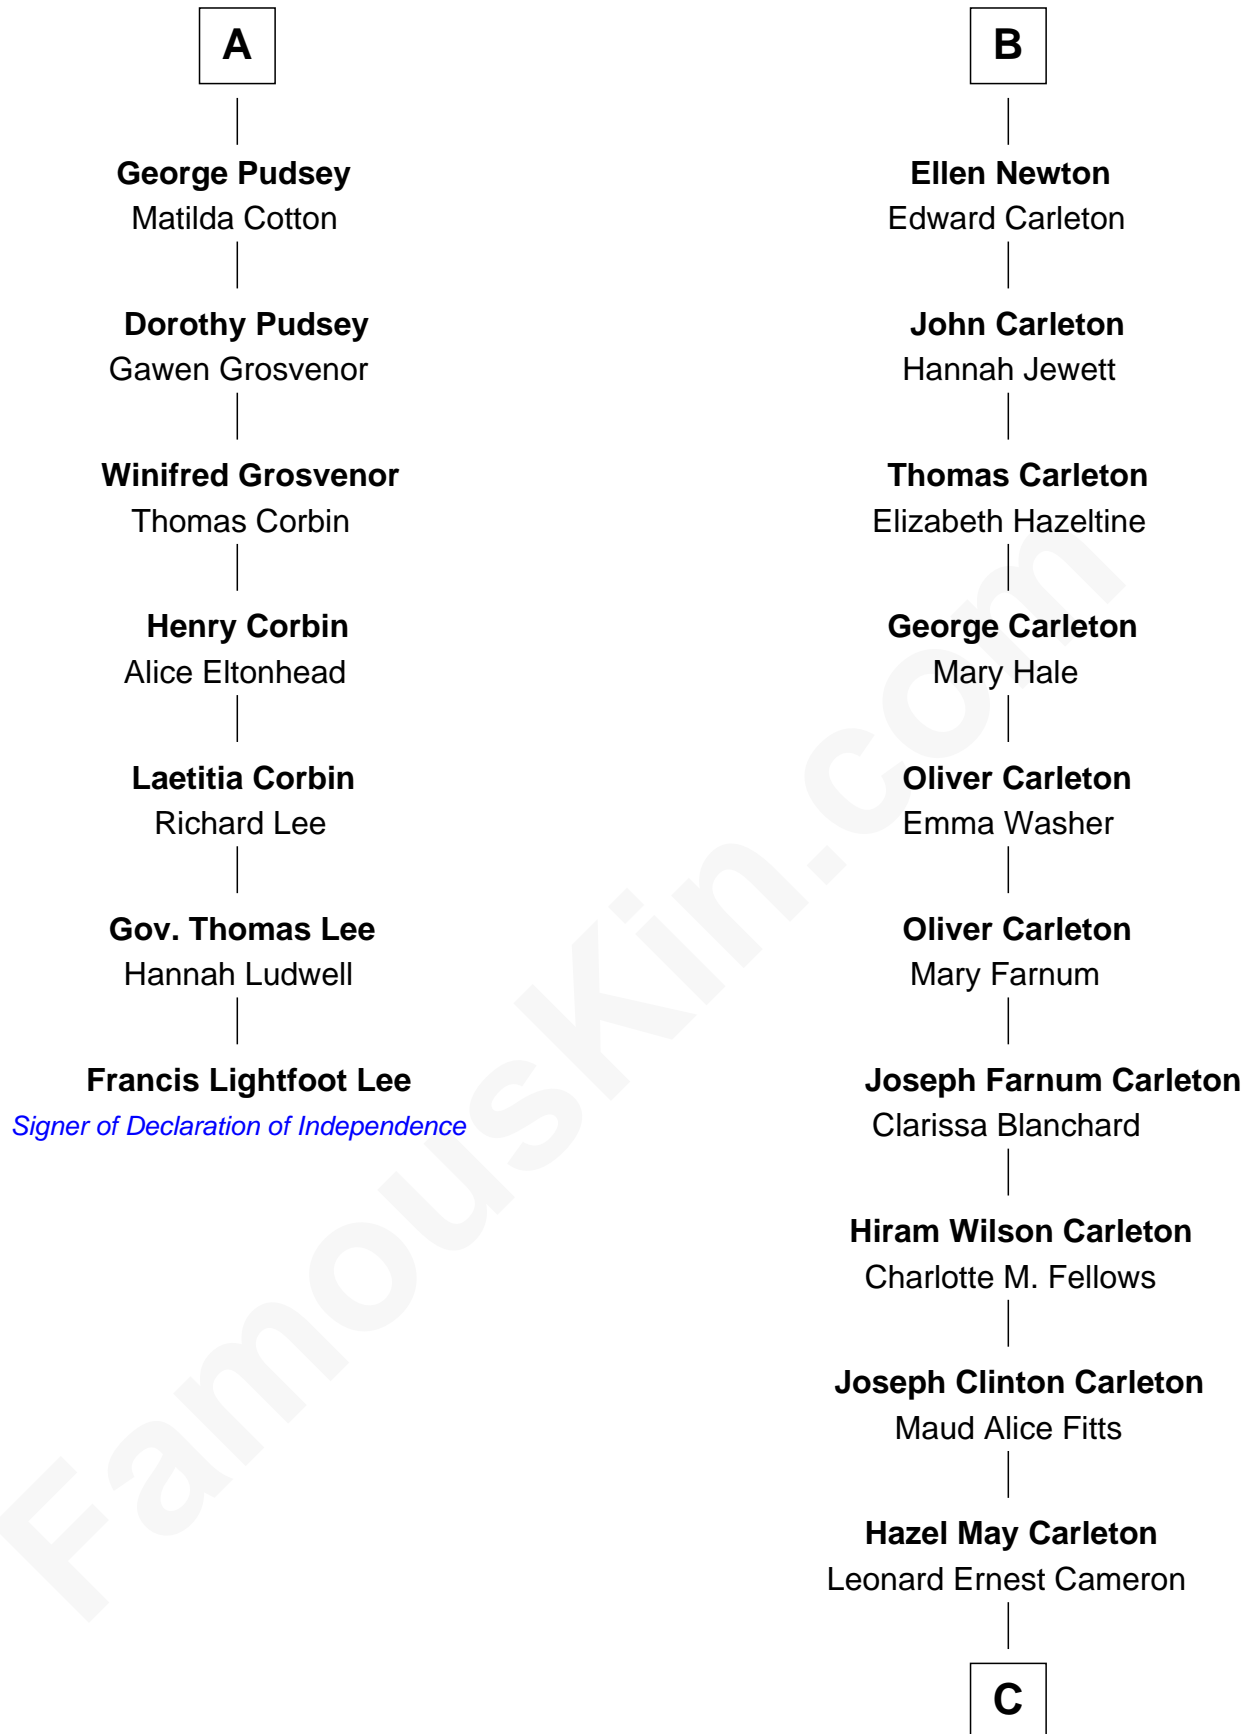 A
George Pudsey
Matilda Cotton
Dorothy Pudsey
Gawen Grosvenor
Winifred Grosvenor
Thomas Corbin
Henry Corbin
Alice Eltonhead
Laetitia Corbin
Richard Lee
Gov. Thomas Lee
Hannah Ludwell
Francis Lightfoot Lee
Signer of Declaration of Independence
B
Ellen Newton
Edward Carleton
John Carleton
Hannah Jewett
Thomas Carleton
Elizabeth Hazeltine
George Carleton
Mary Hale
Oliver Carleton
Emma Washer
Oliver Carleton
Mary Farnum
Joseph Farnum Carleton
Clarissa Blanchard
Hiram Wilson Carleton
Charlotte M. Fellows
Joseph Clinton Carleton
Maud Alice Fitts
Hazel May Carleton
Leonard Ernest Cameron
C
FamousKin.com